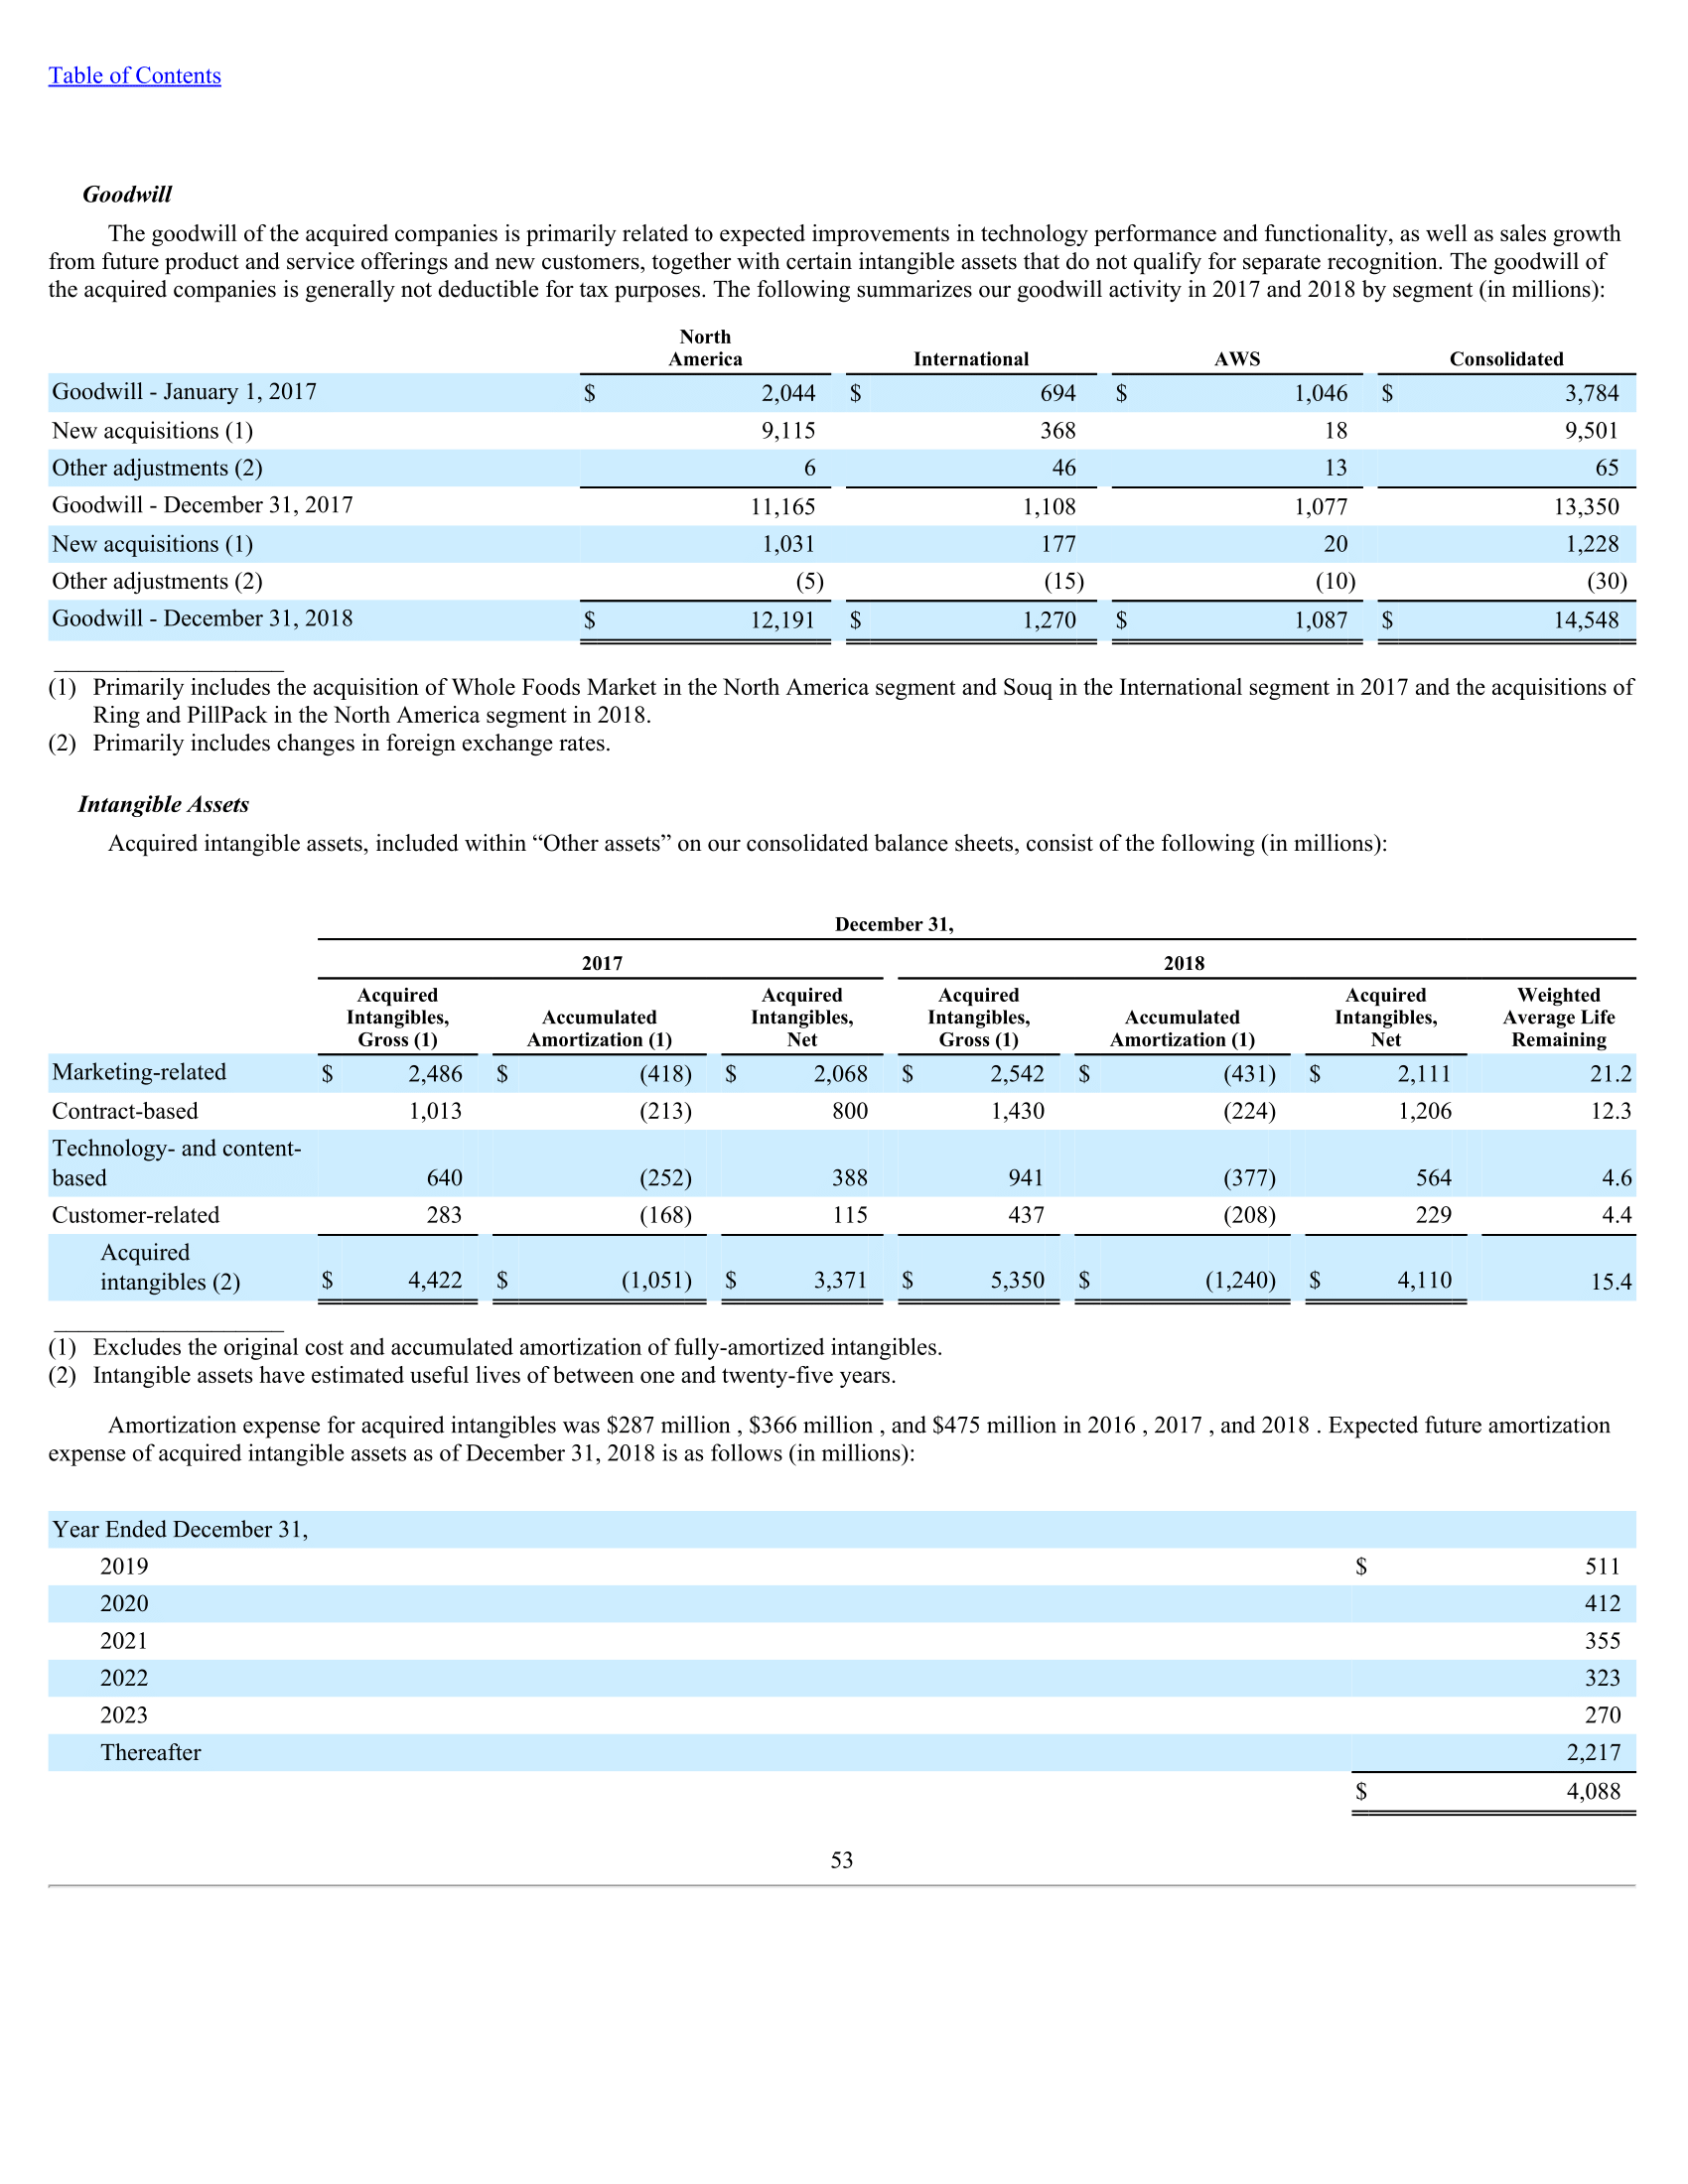 Table of Contents
Goodwill
The goodwill of the acquired companies is primarily related to expected improvements in technology performance and functionality, as well as sales growth
from future product and service offerings and new customers, together with certain intangible assets that do not qualify for separate recognition. The goodwill of
the acquired companies is generally not deductible for tax purposes. The following summarizes our goodwill activity in 2017 and 2018 by segment (in millions):
North
America International AWS Consolidated
Goodwill - January 1, 2017 $ 2,044 $ 694 $ 1,046 $ 3,784
New acquisitions (1) 9,115 368 18 9,501
Other adjustments (2) 6 46 13 65
Goodwill - December 31, 2017 11,165 1,108 1,077 13,350
New acquisitions (1) 1,031 177 20 1,228
Other adjustments (2) (5) (15) (10) (30)
Goodwill - December 31, 2018 $ 12,191 $ 1,270 $ 1,087 $ 14,548
(1) Primarily includes the acquisition of Whole Foods Market in the North America segment and Souq in the International segment in 2017 and the acquisitions of
Ring and PillPack in the North America segment in 2018.
(2) Primarily includes changes in foreign exchange rates.
Intangible Assets
Acquired intangible assets, included within “Other assets” on our consolidated balance sheets, consist of the following (in millions):
December 31,
2017 2018
Acquired Acquired Acquired Acquired Weighted
Intangibles, Accumulated Intangibles, Intangibles, Accumulated Intangibles, Average Life
Gross (1) Amortization (1) Net Gross (1) Amortization (1) Net Remaining
Marketing-related $ 2,486 $ (418) $ 2,068 $ 2,542 $ (431) $ 2,111 21.2
Contract-based 1,013 (213) 800 1,430 (224) 1,206 12.3
Technology- and content-
based 640 (252) 388 941 (377) 564 4.6
Customer-related 283 (168) 115 437 (208) 229 4.4
Acquired
intangibles (2) $ 4,422 $ (1,051) $ 3,371 $ 5,350 $ (1,240) $ 4,110 15.4
(1) Excludes the original cost and accumulated amortization of fully-amortized intangibles.
(2) Intangible assets have estimated useful lives of between one and twenty-five years.
Amortization expense for acquired intangibles was $287 million , $366 million , and $475 million in 2016 , 2017 , and 2018 . Expected future amortization
expense of acquired intangible assets as of December 31, 2018 is as follows (in millions):
Year Ended December 31,
2019 $ 511
2020 412
2021 355
2022 323
2023 270
Thereafter 2,217
$ 4,088
53